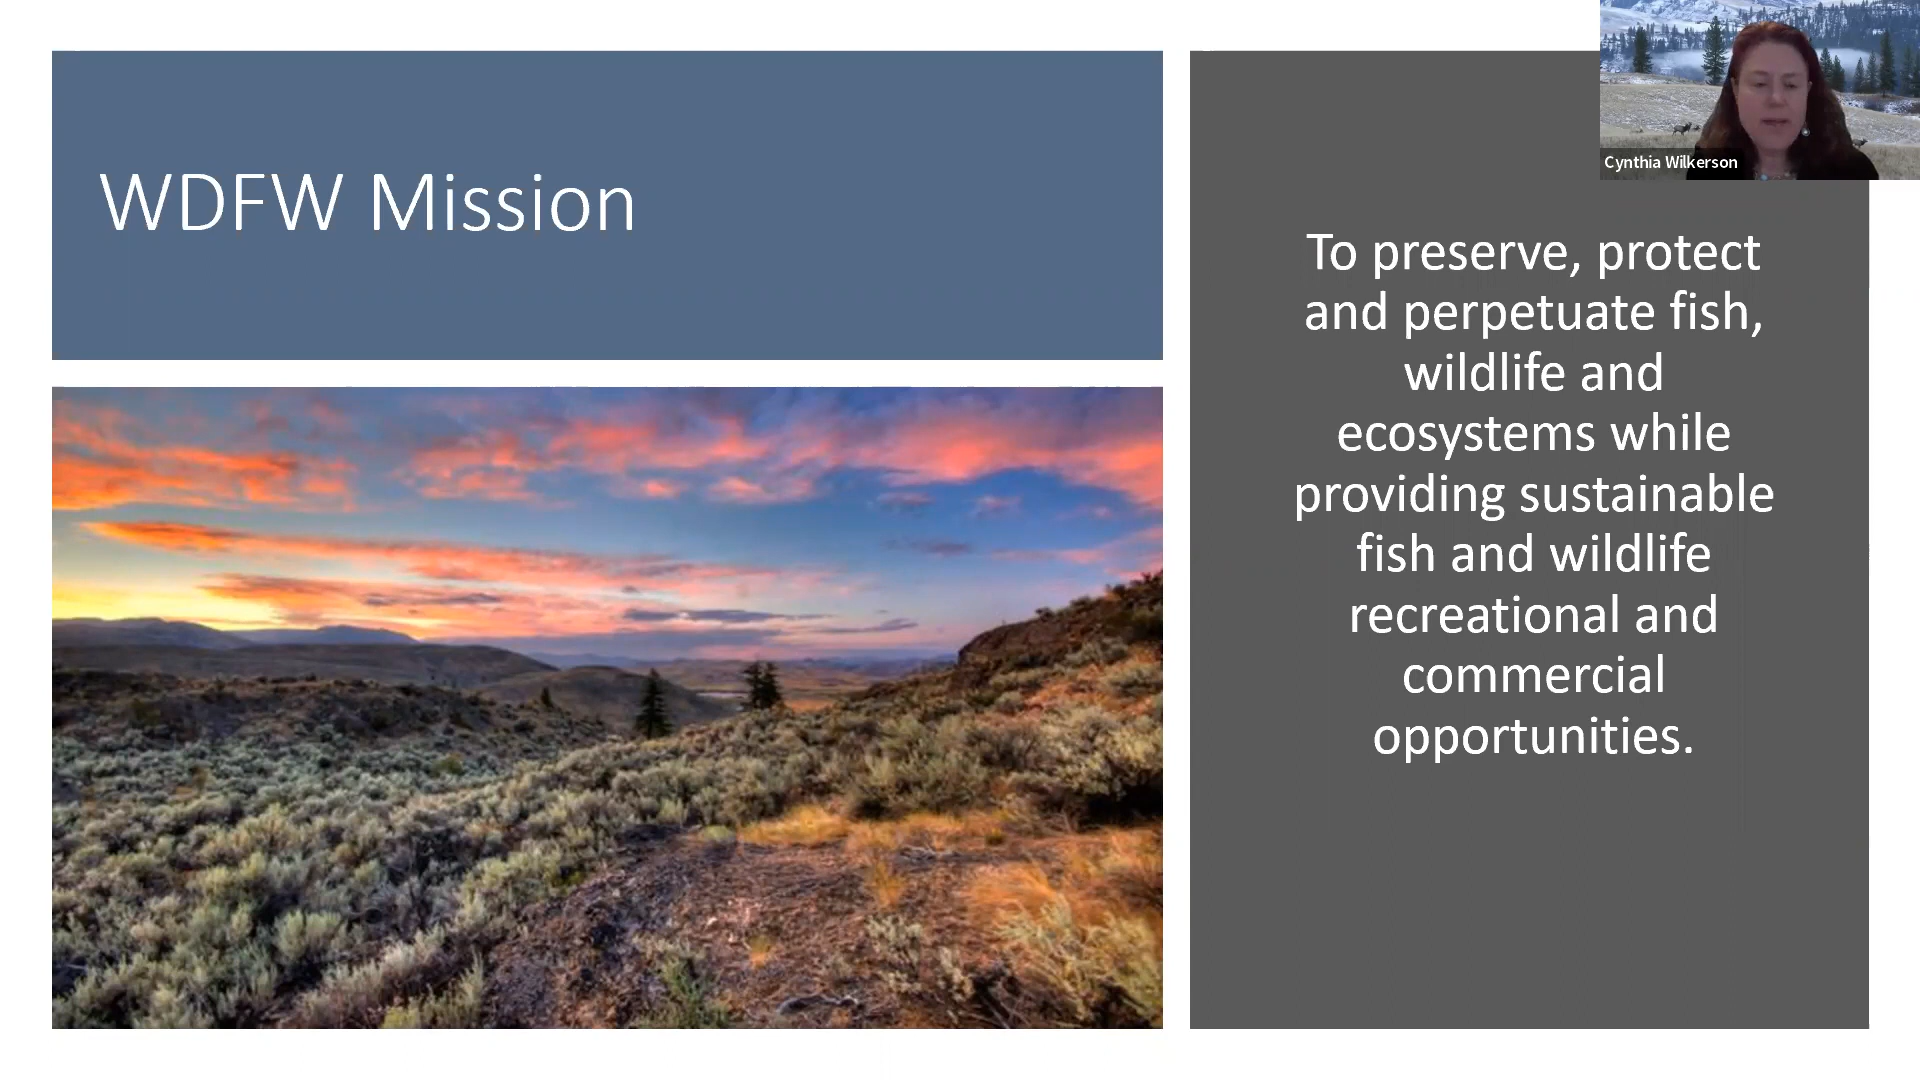 WDFW Mission
Cynthia Wilkerson
To preserve, protect
and perpetuate fish,
wildlife and
ecosystems while
providing sustainable
fish and wildlife
recreational and
commercial
opportunities.